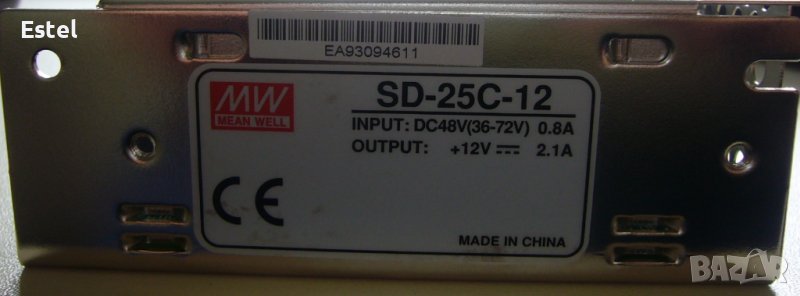 Estel
EA93094611
MW
MEAN WELL
SD-25C-12
INPUT: DC48V(36-72V) 0.8A
OUTPUT: +12V ⎓ 2.1A
CE
MADE IN CHINA
BAZAR